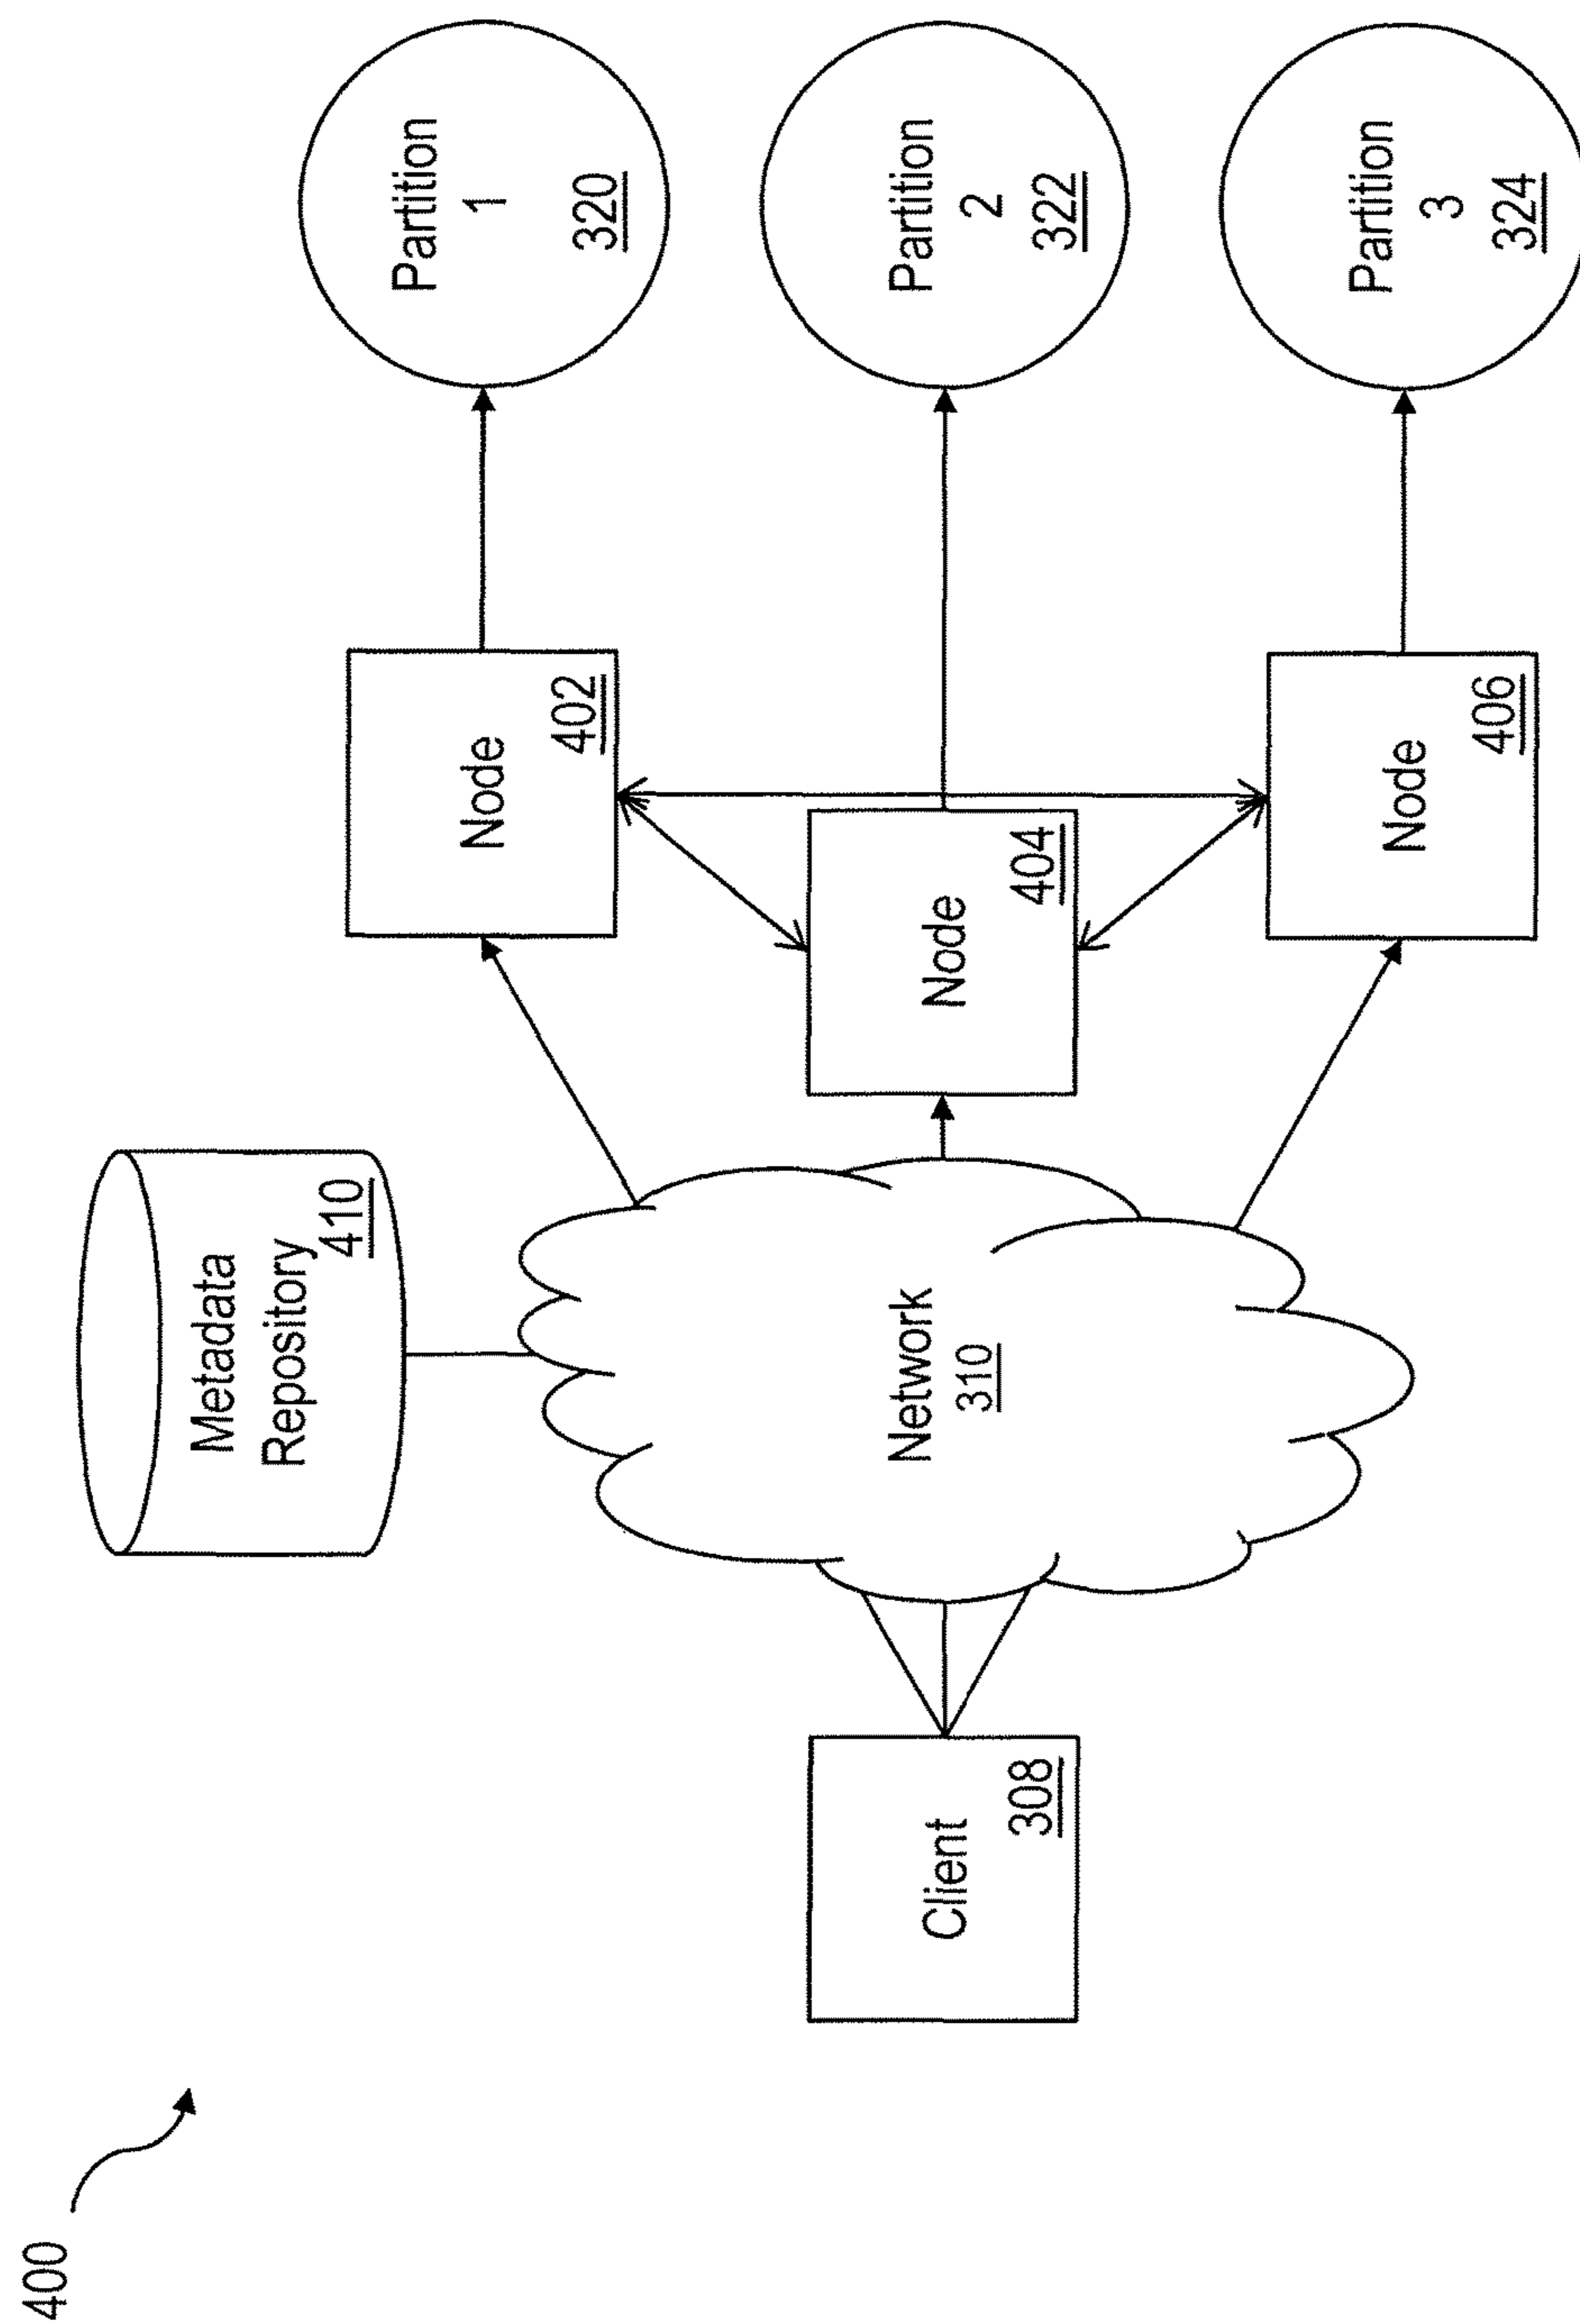 400
Metadata
Repository
410
Client
308
Network
310
Node
402
Node
404
Node
406
Partition
1
320
Partition
2
322
Partition
3
324